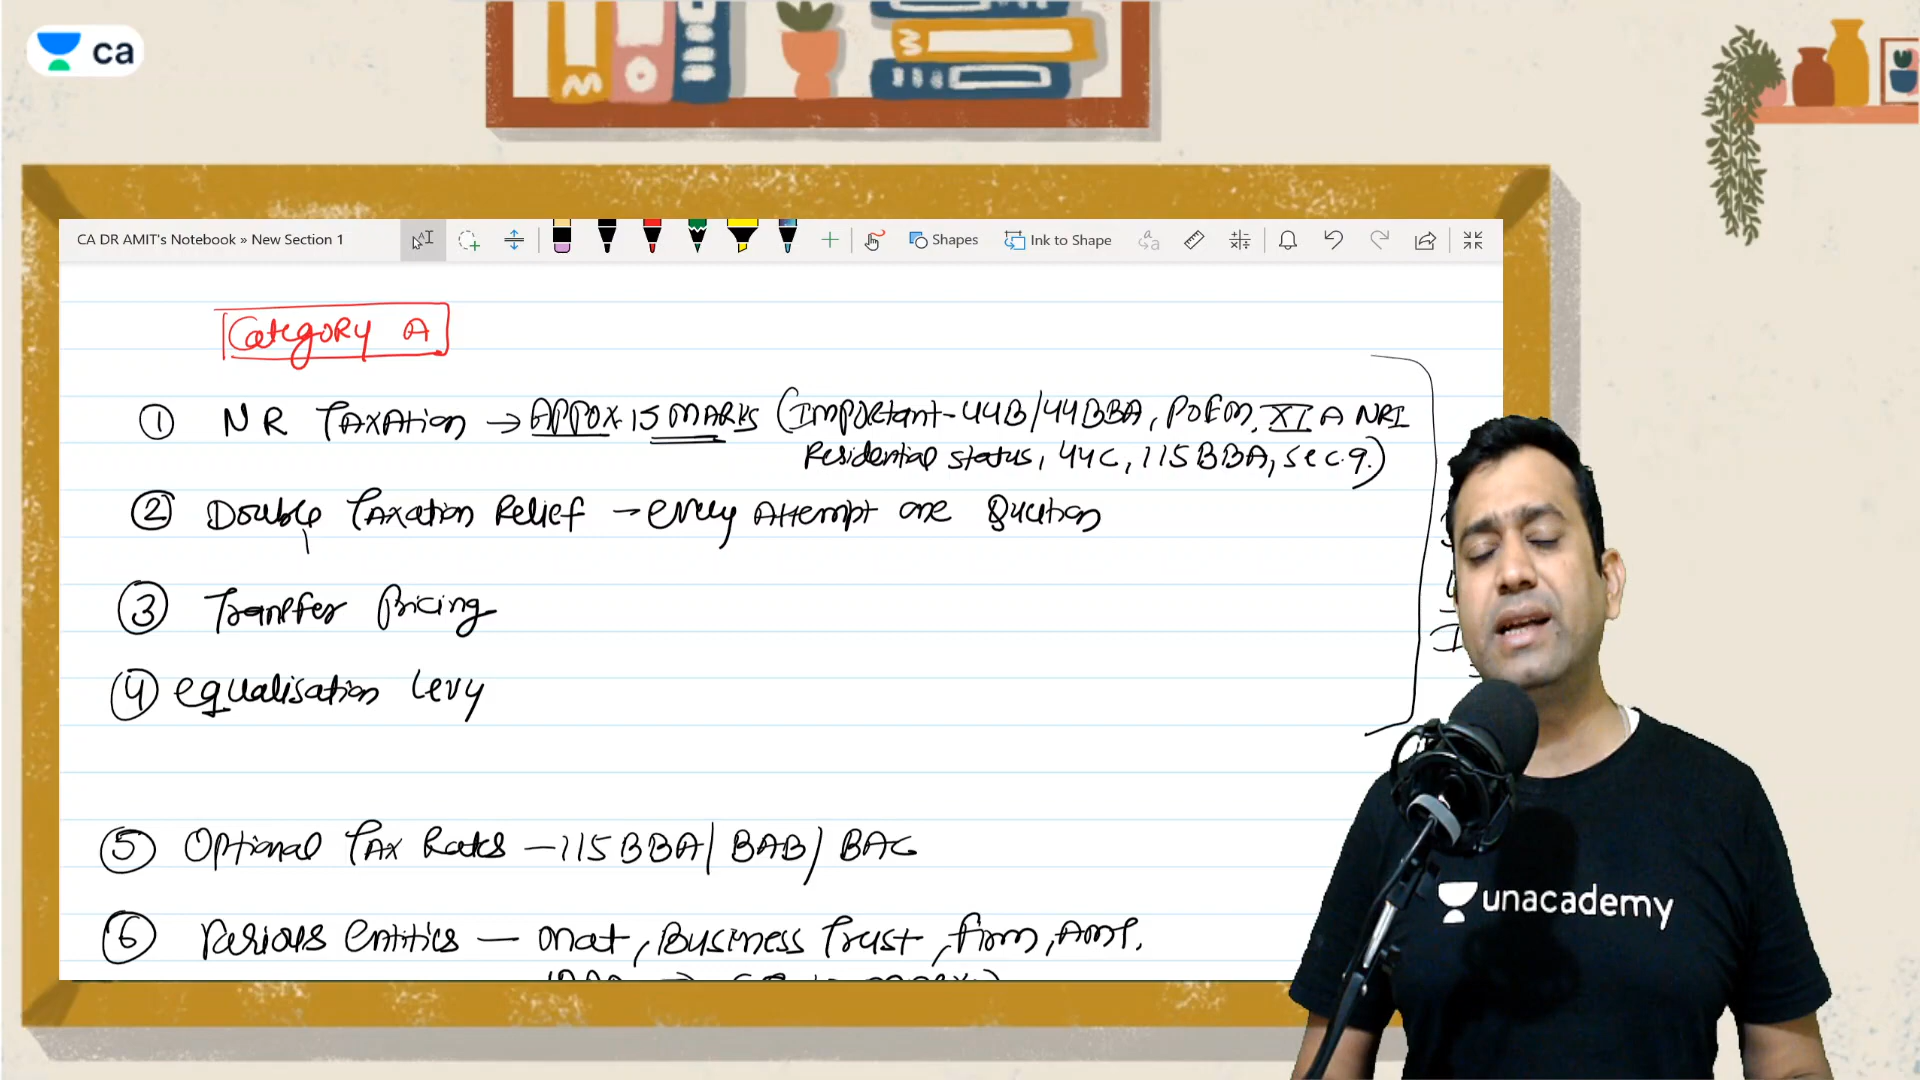 ca
CA DR AMIT's Notebook » New Section 1
Shapes
Ink to Shape
Category A
① NR Taxation → Approx 15 marks (Important - 44B/44BBA, POEM, XI A NRI
Residential status, 44C, 115BBA, sec.9.)
② Double Taxation Relief - every Attempt one Question
③ Transfer Pricing
④ equalisation Levy
⑤ Optional Tax Rates - 115BBA/ BAB/ BAC
⑥ Various entities - mat, Business Trust, firm, AMT.
unacademy